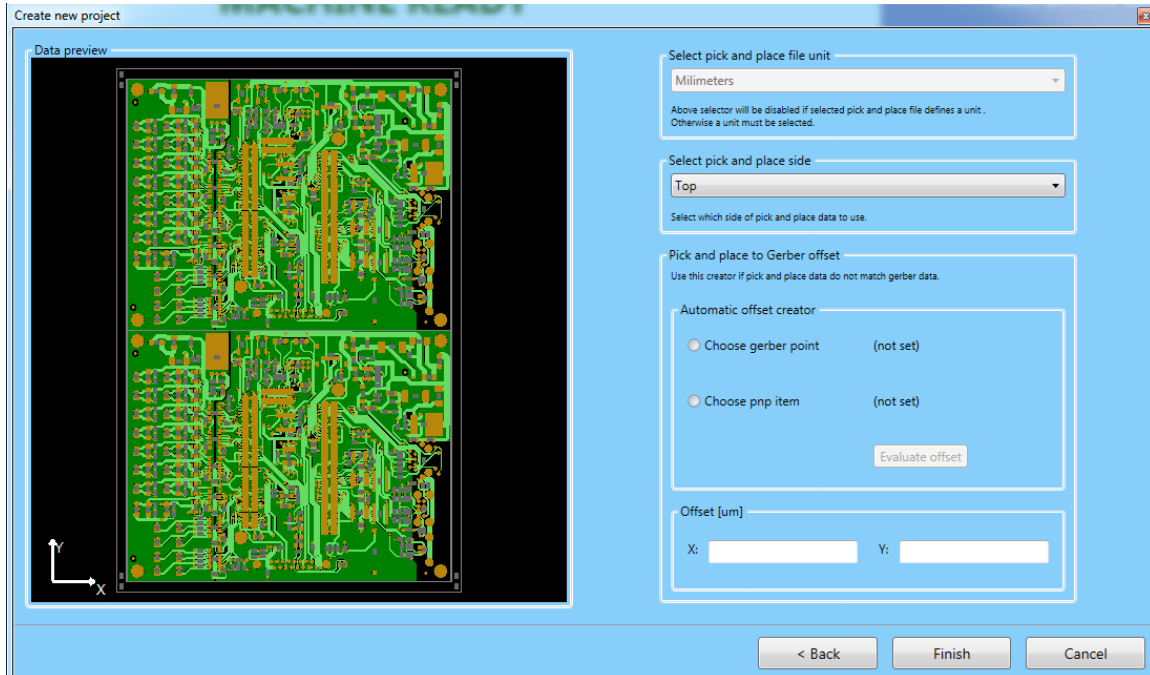 MACHINE READY
Create new project
Data preview
Y
X
Select pick and place file unit
Milimeters
Above selector will be disabled if selected pick and place file defines a unit .
Otherwise a unit must be selected.
Select pick and place side
Top
Select which side of pick and place data to use.
Pick and place to Gerber offset
Use this creator if pick and place data do not match gerber data.
Automatic offset creator
Choose gerber point (not set)
Choose pnp item (not set)
Evaluate offset
Offset [um]
X: Y:
< Back Finish Cancel